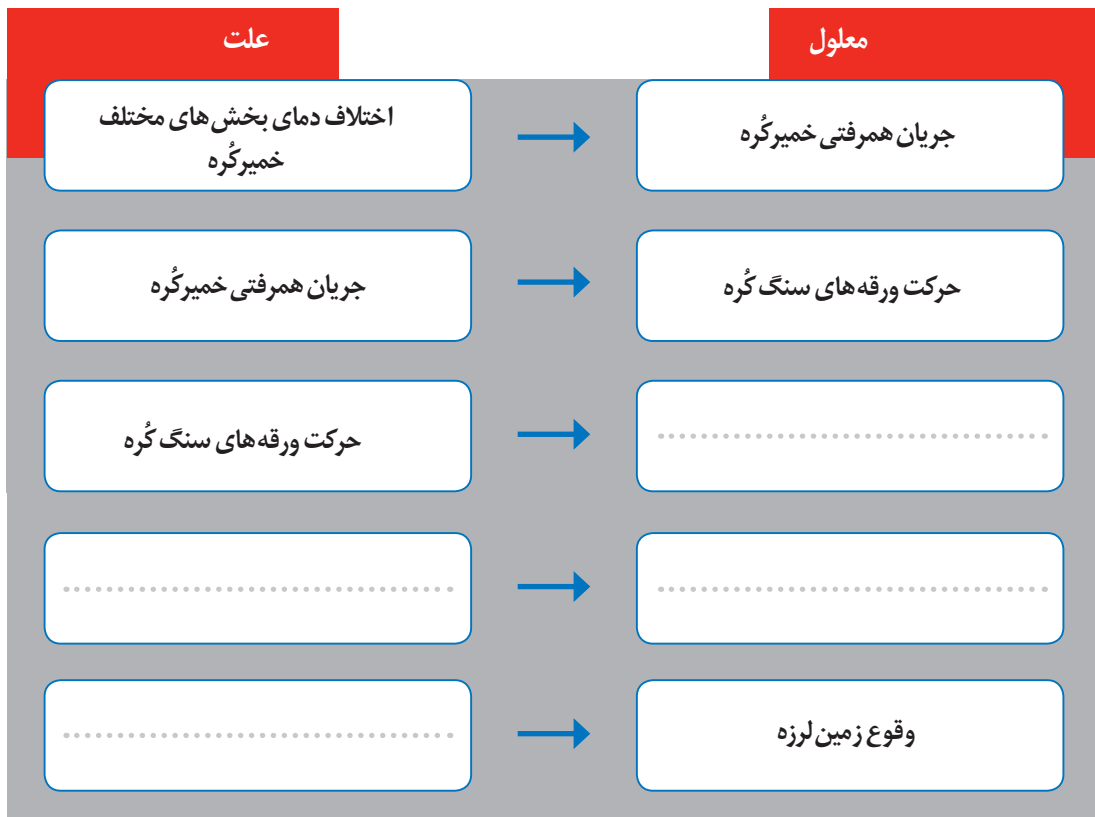 علت
معلول
اختلاف دمای بخش‌های مختلف
خمیرکُره
جریان همرفتی خمیرکُره
جریان همرفتی خمیرکُره
حرکت ورقه‌های سنگ کُره
حرکت ورقه‌های سنگ کُره
وقوع زمین‌لرزه